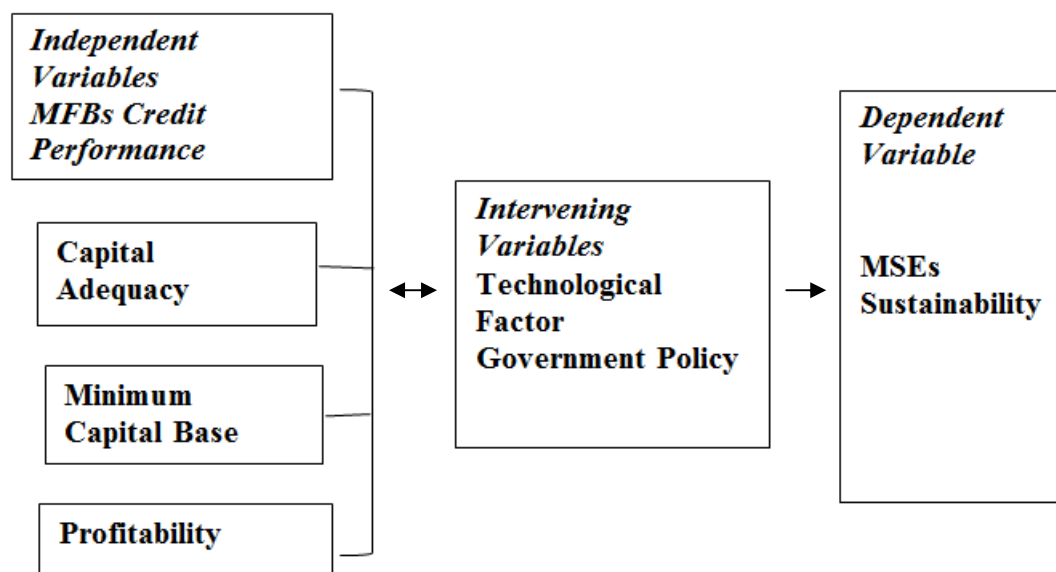 Independent
Variables
MFBs Credit
Performance
Capital
Adequacy
Minimum
Capital Base
Profitability
Intervening
Variables
Technological
Factor
Government Policy
Dependent
Variable
MSEs
Sustainability